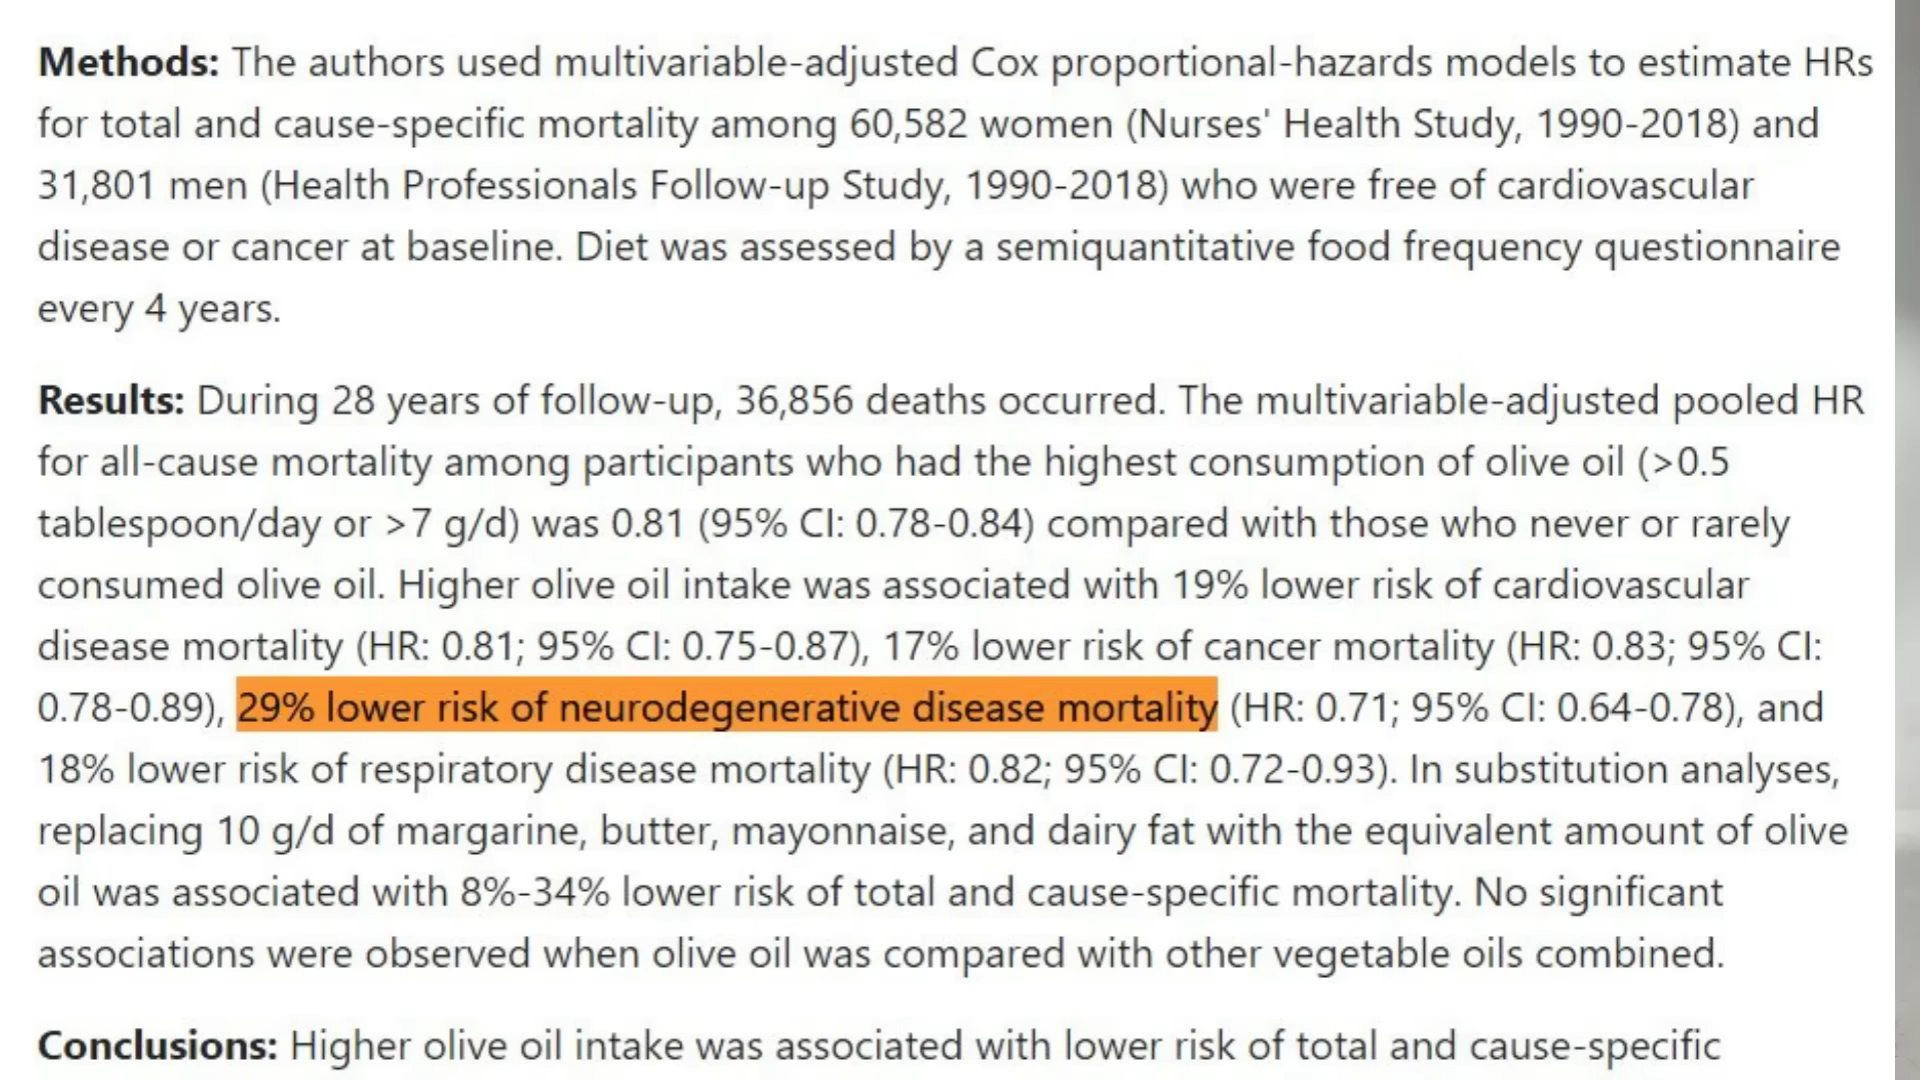 Methods: The authors used multivariable-adjusted Cox proportional-hazards models to estimate HRs
for total and cause-specific mortality among 60,582 women (Nurses' Health Study, 1990-2018) and
31,801 men (Health Professionals Follow-up Study, 1990-2018) who were free of cardiovascular
disease or cancer at baseline. Diet was assessed by a semiquantitative food frequency questionnaire
every 4 years.
Results: During 28 years of follow-up, 36,856 deaths occurred. The multivariable-adjusted pooled HR
for all-cause mortality among participants who had the highest consumption of olive oil (>0.5
tablespoon/day or >7 g/d) was 0.81 (95% CI: 0.78-0.84) compared with those who never or rarely
consumed olive oil. Higher olive oil intake was associated with 19% lower risk of cardiovascular
disease mortality (HR: 0.81; 95% CI: 0.75-0.87), 17% lower risk of cancer mortality (HR: 0.83; 95% CI:
0.78-0.89), 29% lower risk of neurodegenerative disease mortality (HR: 0.71; 95% CI: 0.64-0.78), and
18% lower risk of respiratory disease mortality (HR: 0.82; 95% CI: 0.72-0.93). In substitution analyses,
replacing 10 g/d of margarine, butter, mayonnaise, and dairy fat with the equivalent amount of olive
oil was associated with 8%-34% lower risk of total and cause-specific mortality. No significant
associations were observed when olive oil was compared with other vegetable oils combined.
Conclusions: Higher olive oil intake was associated with lower risk of total and cause-specific